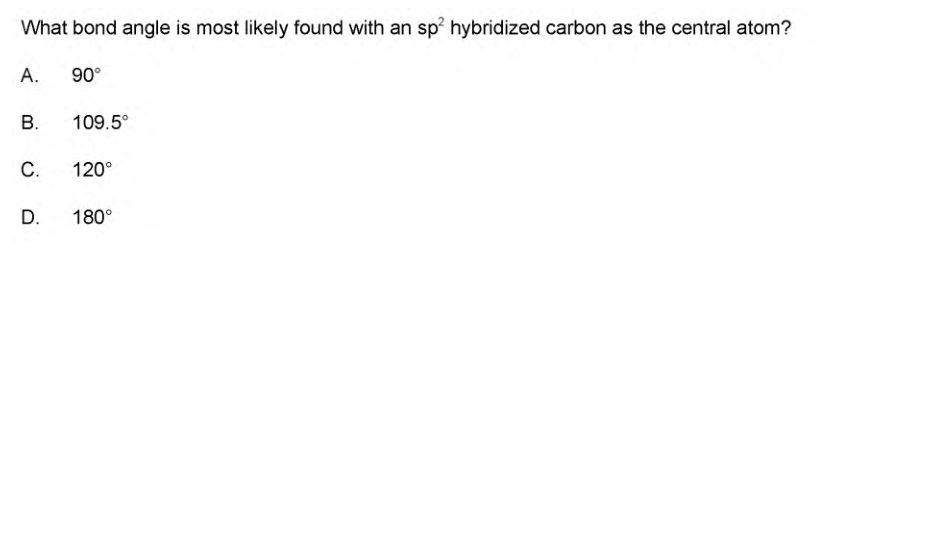 What bond angle is most likely found with an sp² hybridized carbon as the central atom?
A. 90°
B. 109.5°
C. 120°
D. 180°